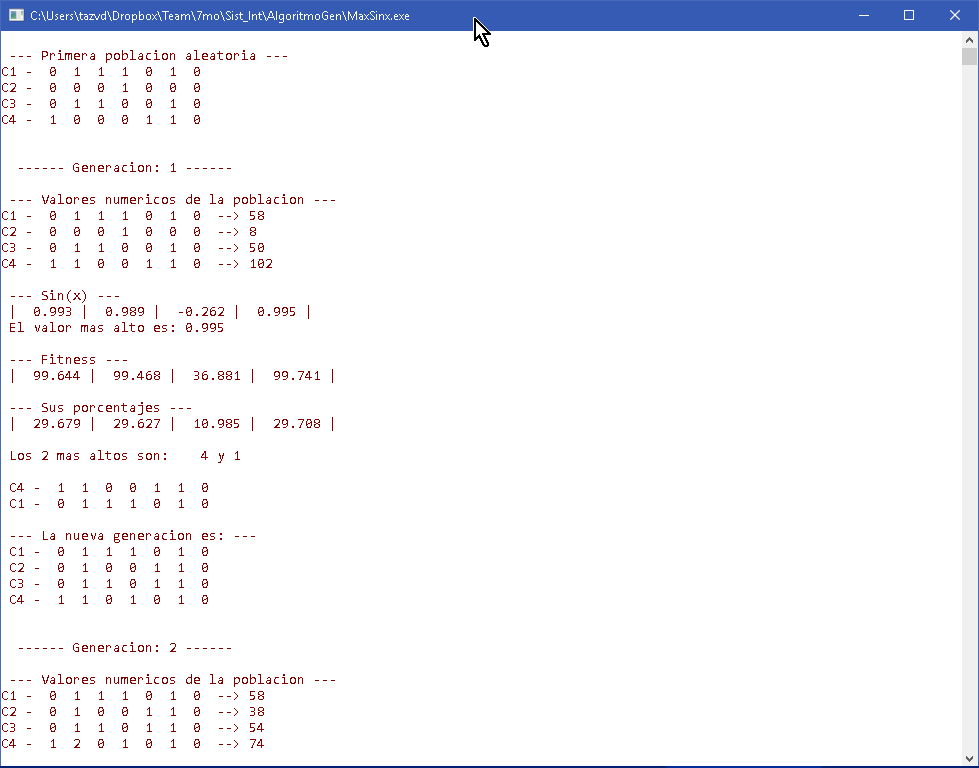 C:\Users\tazvd\Dropbox\Team\7mo\Sist_Int\AlgoritmoGen\MaxSinx.exe
--- Primera poblacion aleatoria ---
C1 - 0 1 1 1 0 1 0
C2 - 0 0 0 1 0 0 0
C3 - 0 1 1 0 0 1 0
C4 - 1 0 0 0 1 1 0
------ Generacion: 1 ------
--- Valores numericos de la poblacion ---
C1 - 0 1 1 1 0 1 0 --> 58
C2 - 0 0 0 1 0 0 0 --> 8
C3 - 0 1 1 0 0 1 0 --> 50
C4 - 1 1 0 0 1 1 0 --> 102
--- Sin(x) ---
| 0.993 | 0.989 | -0.262 | 0.995 |
El valor mas alto es: 0.995
--- Fitness ---
| 99.644 | 99.468 | 36.881 | 99.741 |
--- Sus porcentajes ---
| 29.679 | 29.627 | 10.985 | 29.708 |
Los 2 mas altos son: 4 y 1
C4 - 1 1 0 0 1 1 0
C1 - 0 1 1 1 0 1 0
--- La nueva generacion es: ---
C1 - 0 1 1 1 0 1 0
C2 - 0 1 0 0 1 1 0
C3 - 0 1 1 0 1 1 0
C4 - 1 1 0 1 0 1 0
------ Generacion: 2 ------
--- Valores numericos de la poblacion ---
C1 - 0 1 1 1 0 1 0 --> 58
C2 - 0 1 0 0 1 1 0 --> 38
C3 - 0 1 1 0 1 1 0 --> 54
C4 - 1 2 0 1 0 1 0 --> 74